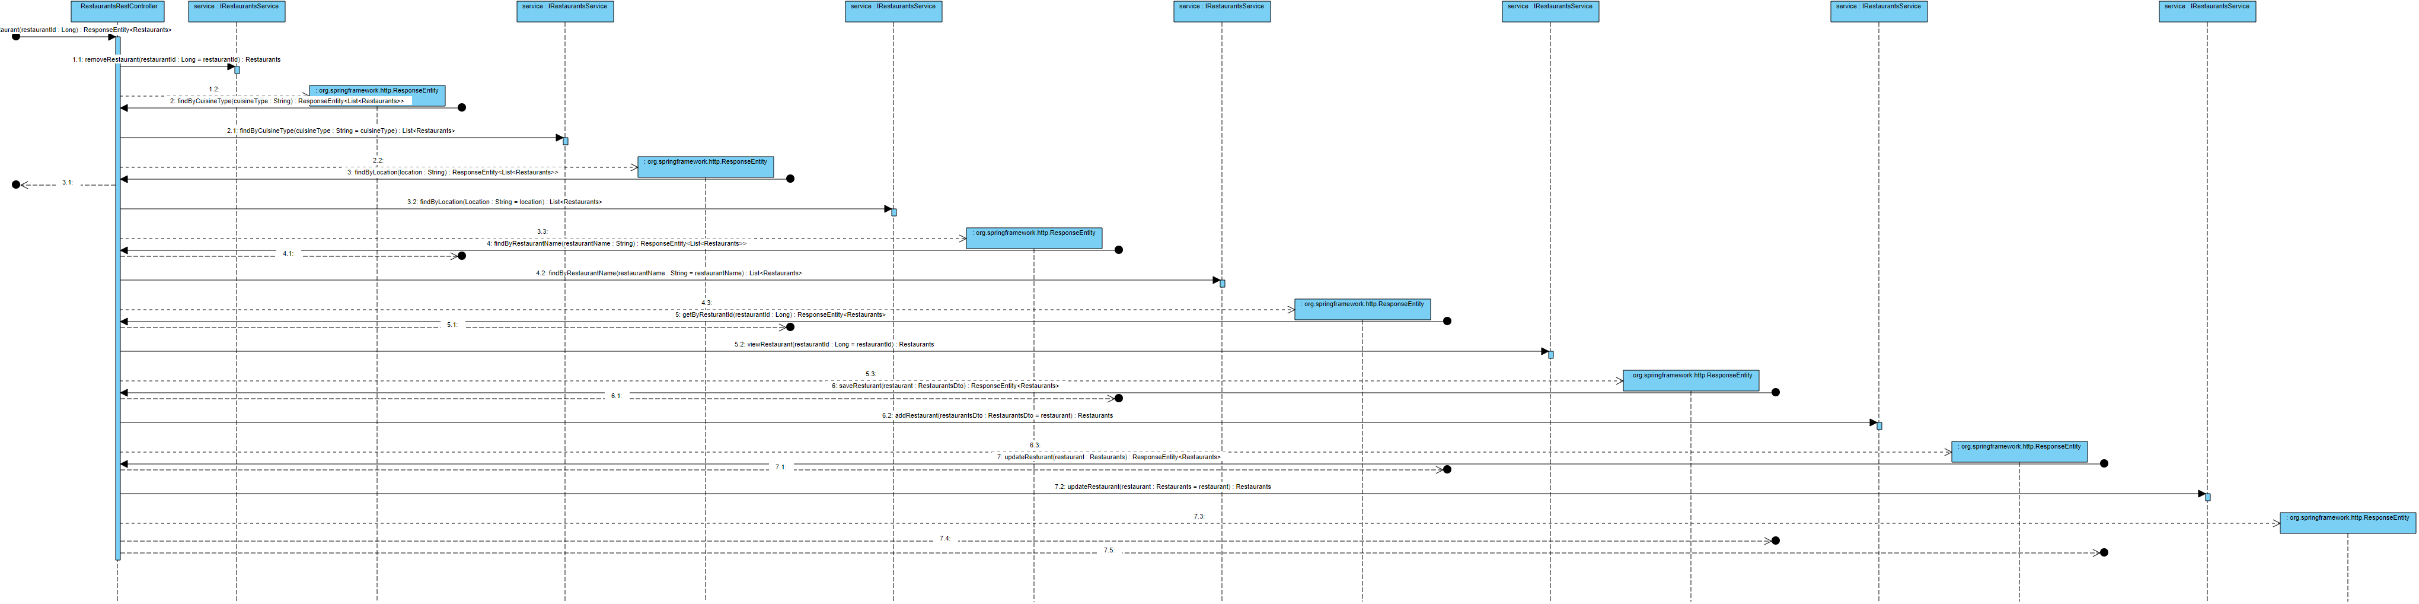 RestaurantsRestController
service : IRestaurantsService
service : IRestaurantsService
service : IRestaurantsService
service : IRestaurantsService
service : IRestaurantsService
service : IRestaurantsService
service : IRestaurantsService
taurant(restaurantId : Long) : ResponseEntity<Restaurants>
1.1: removeRestaurant(restaurantId : Long = restaurantId) : Restaurants
1.2:
: org.springframework.http.ResponseEntity
2: findByCuisineType(cuisineType : String) : ResponseEntity<List<Restaurants>>
2.1: findByCuisineType(cuisineType : String = cuisineType) : List<Restaurants>
2.2:
: org.springframework.http.ResponseEntity
3: findByLocation(location : String) : ResponseEntity<List<Restaurants>>
3.1:
3.2: findByLocation(Location : String = location) : List<Restaurants>
3.3:
: org.springframework.http.ResponseEntity
4: findByRestaurantName(restaurantName : String) : ResponseEntity<List<Restaurants>>
4.1:
4.2: findByRestaurantName(restaurantName : String = restaurantName) : List<Restaurants>
4.3:
: org.springframework.http.ResponseEntity
5: getByResturantId(restaurantId : Long) : ResponseEntity<Restaurants>
5.1:
5.2: viewRestaurant(restaurantId : Long = restaurantId) : Restaurants
5.3:
: org.springframework.http.ResponseEntity
6: saveResturant(restaurant : RestaurantsDto) : ResponseEntity<Restaurants>
6.1:
6.2: addRestaurant(restaurantsDto : RestaurantsDto = restaurant) : Restaurants
6.3:
: org.springframework.http.ResponseEntity
7: updateResturant(restaurant : Restaurants) : ResponseEntity<Restaurants>
7.1:
7.2: updateRestaurant(restaurant : Restaurants = restaurant) : Restaurants
7.3:
: org.springframework.http.ResponseEntity
7.4:
7.5: